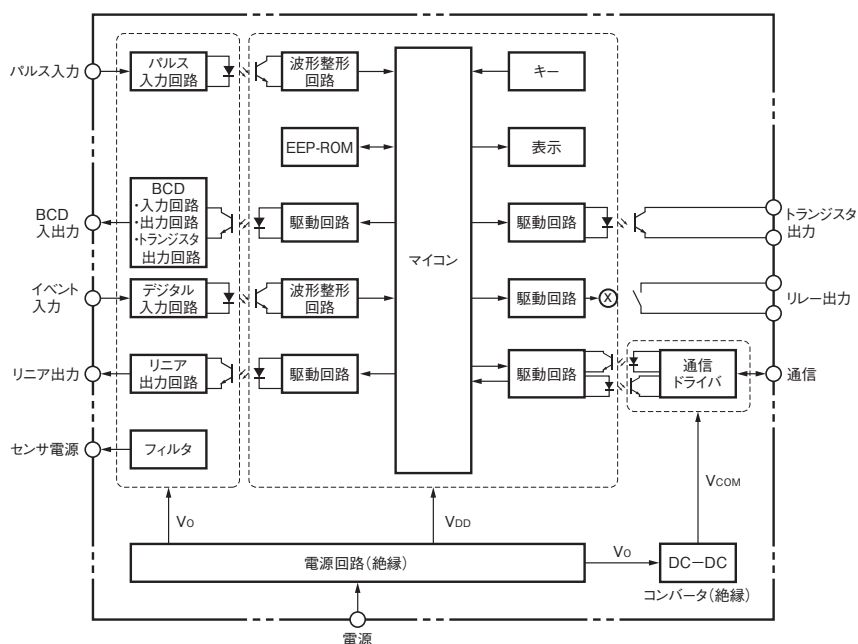 パルス入力
パルス
入力回路
波形整形
回路
キー
EEP-ROM
表示
マイコン
BCD
入出力
BCD
・入力回路
・出力回路
・トランジスタ
出力回路
駆動回路
駆動回路
トランジスタ
出力
イベント
入力
デジタル
入力回路
波形整形
回路
駆動回路
X
リレー出力
リニア出力
リニア
出力回路
駆動回路
駆動回路
通信
ドライバ
通信
センサ電源
フィルタ
VO
VDD
VCOM
電源回路(絶縁)
VO
DC−DC
コンバータ(絶縁)
電源